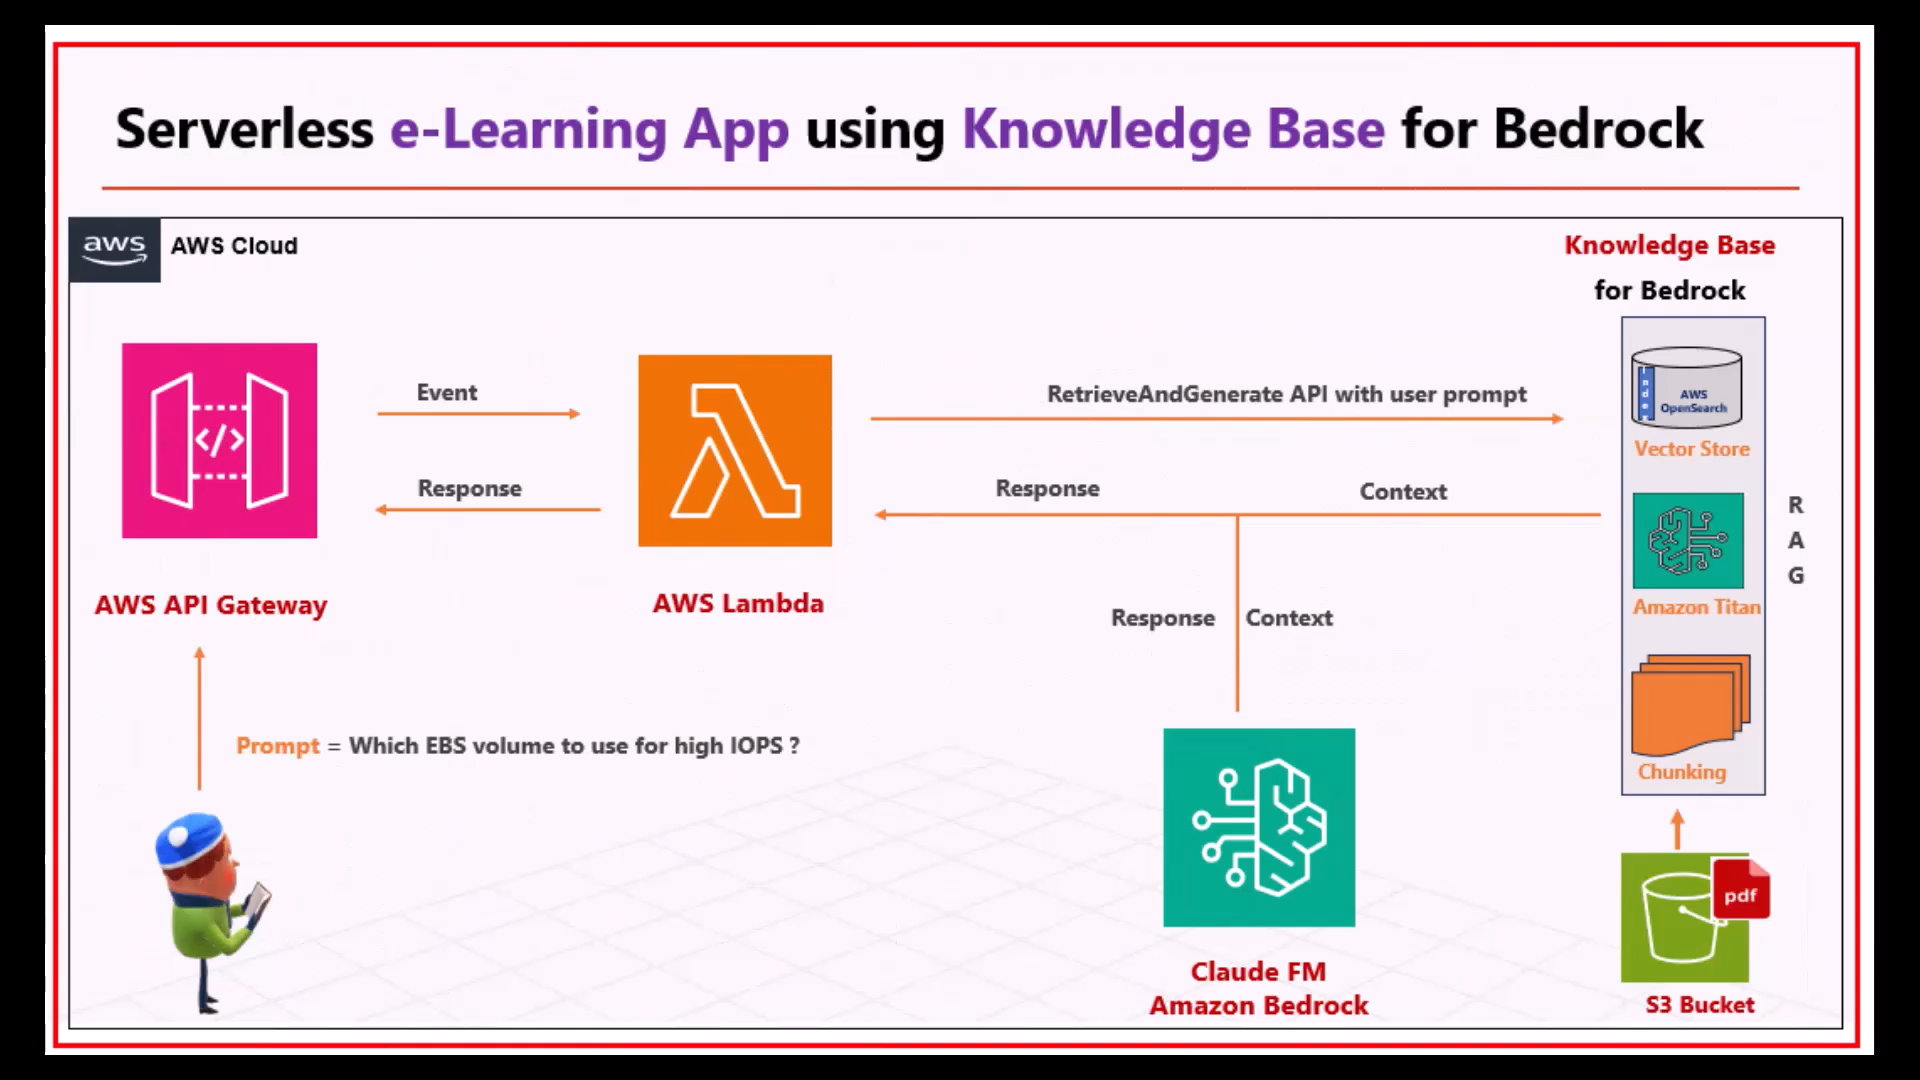 Serverless e-Learning App using Knowledge Base for Bedrock
aws
AWS Cloud
Knowledge Base
for Bedrock
Event
RetrieveAndGenerate API with user prompt
Index
AWS
OpenSearch
Vector Store
Response
Response
Context
RAG
AWS API Gateway
AWS Lambda
Amazon Titan
Response
Context
Prompt = Which EBS volume to use for high IOPS ?
Chunking
pdf
Claude FM
Amazon Bedrock
S3 Bucket